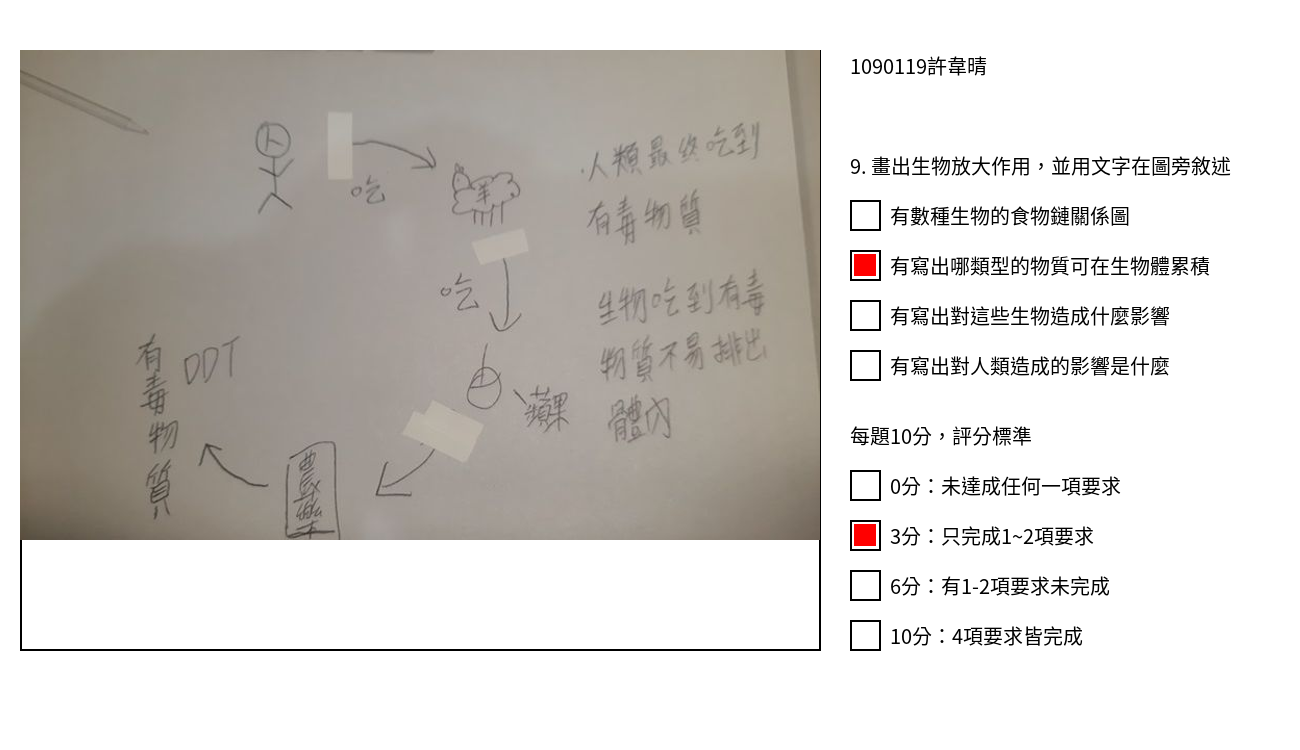 1090119許韋晴
9. 畫出生物放大作用，並用文字在圖旁敘述
有數種生物的食物鏈關係圖
有寫出哪類型的物質可在生物體累積
有寫出對這些生物造成什麼影響
有寫出對人類造成的影響是什麼
每題10分，評分標準
0分：未達成任何一項要求
3分：只完成1~2項要求
6分：有1-2項要求未完成
10分：4項要求皆完成
人類最終吃到
有毒物質
生物吃到有毒
物質不易排出
體內
吃
羊
吃
蘋果
農藥
DDT
有毒物質